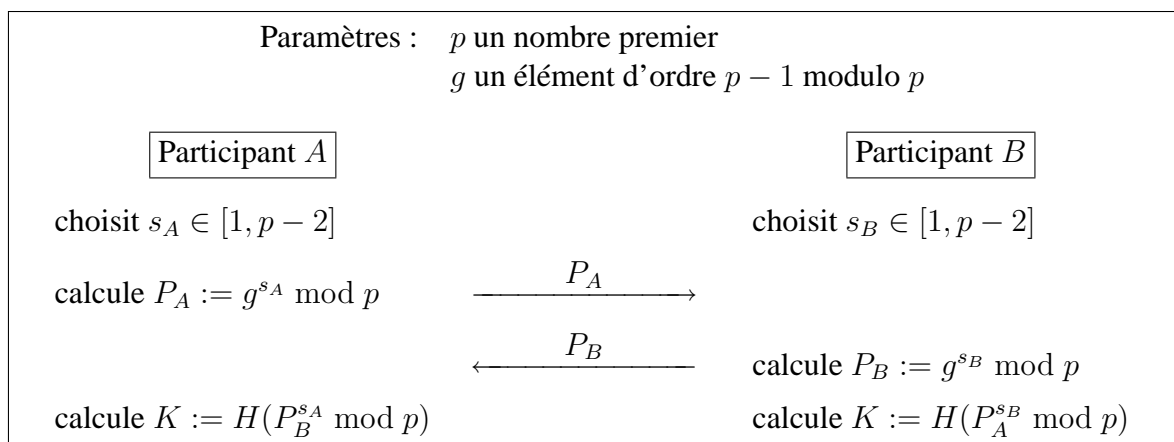 Paramètres : p un nombre premier
g un élément d'ordre p − 1 modulo p
Participant A Participant B
choisit s_A ∈ [1, p − 2] choisit s_B ∈ [1, p − 2]
calcule P_A := g^{s_A} mod p P_A
P_B calcule P_B := g^{s_B} mod p
calcule K := H(P_B^{s_A} mod p) calcule K := H(P_A^{s_B} mod p)